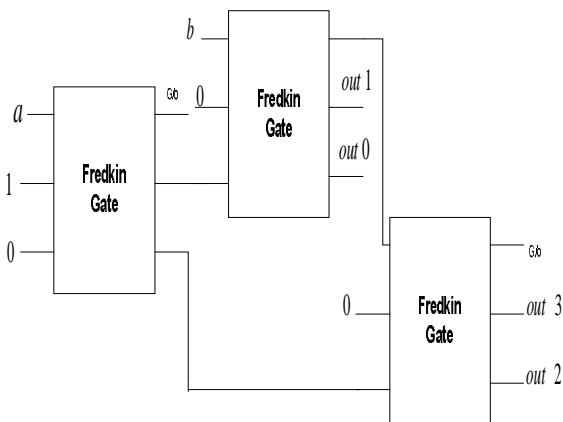 b
0
Fredkin
Gate
out 1
out 0
a
1
0
Fredkin
Gate
G/o
0
Fredkin
Gate
G/o
out 3
out 2